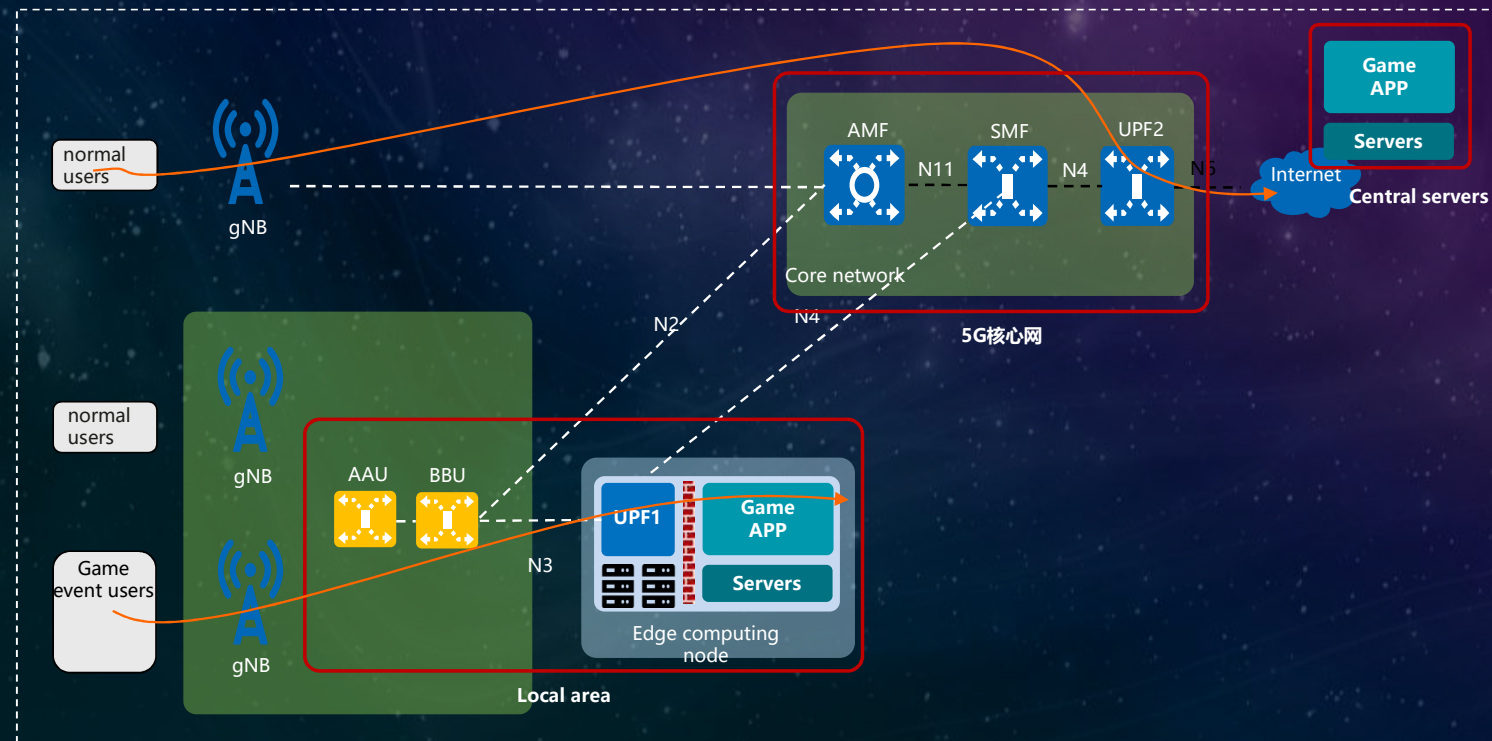 Game
APP
Servers
Central servers
AMF
SMF
UPF2
normal
users
N11
N4
N6
Internet
gNB
Core network
N4
N2
5G核心网
normal
users
gNB
AAU
BBU
UPF1
Game
APP
N3
Game
event users
Servers
Edge computing
node
gNB
Local area